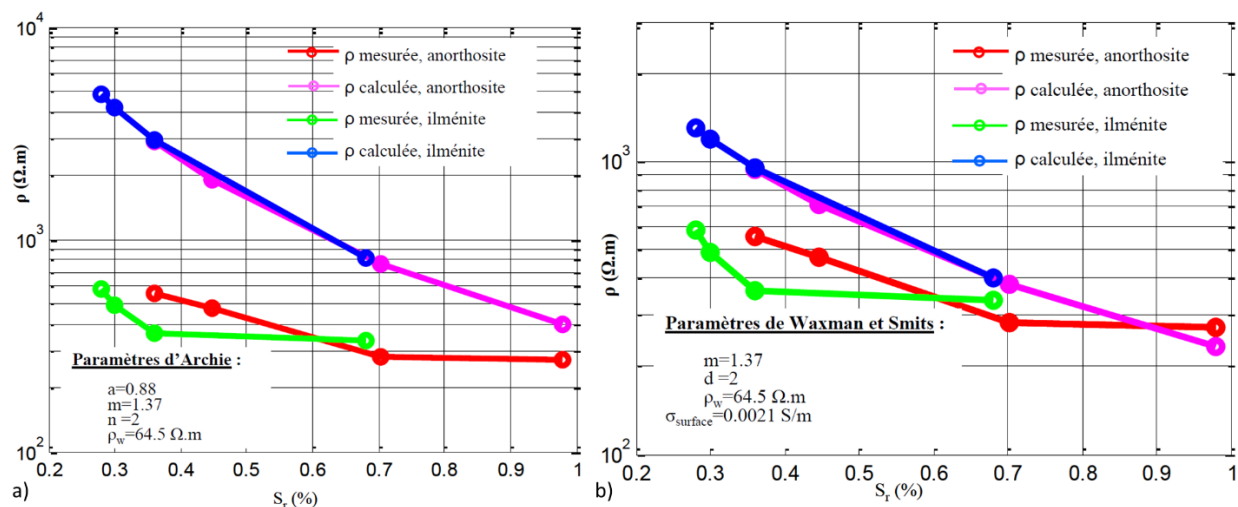 10⁴
ρ mesurée, anorthosite
ρ calculée, anorthosite
ρ mesurée, ilménite
ρ calculée, ilménite
ρ (Ω.m)
10³
Paramètres d'Archie :
a=0.88
m=1.37
n =2
ρw=64.5 Ω.m
10²
0.2 0.3 0.4 0.5 0.6 0.7 0.8 0.9 1
a)
Sr (%)
ρ mesurée, anorthosite
ρ calculée, anorthosite
ρ mesurée, ilménite
ρ calculée, ilménite
ρ (Ω.m)
10³
Paramètres de Waxman et Smits :
m=1.37
d =2
ρw=64.5 Ω.m
σsurface=0.0021 S/m
10²
0.2 0.3 0.4 0.5 0.6 0.7 0.8 0.9 1
b)
Sr (%)